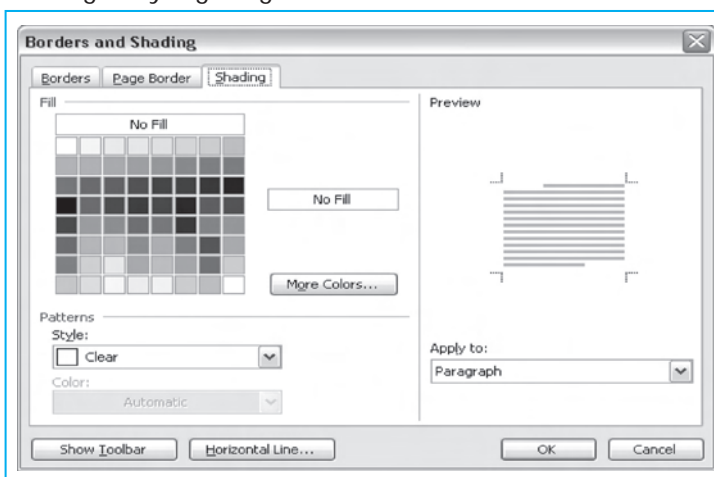 Borders and Shading
Borders
Page Border
Shading
Fill
No Fill
No Fill
More Colors...
Patterns
Style:
Clear
Color:
Automatic
Preview
Apply to:
Paragraph
Show Toolbar
Horizontal Line...
OK
Cancel